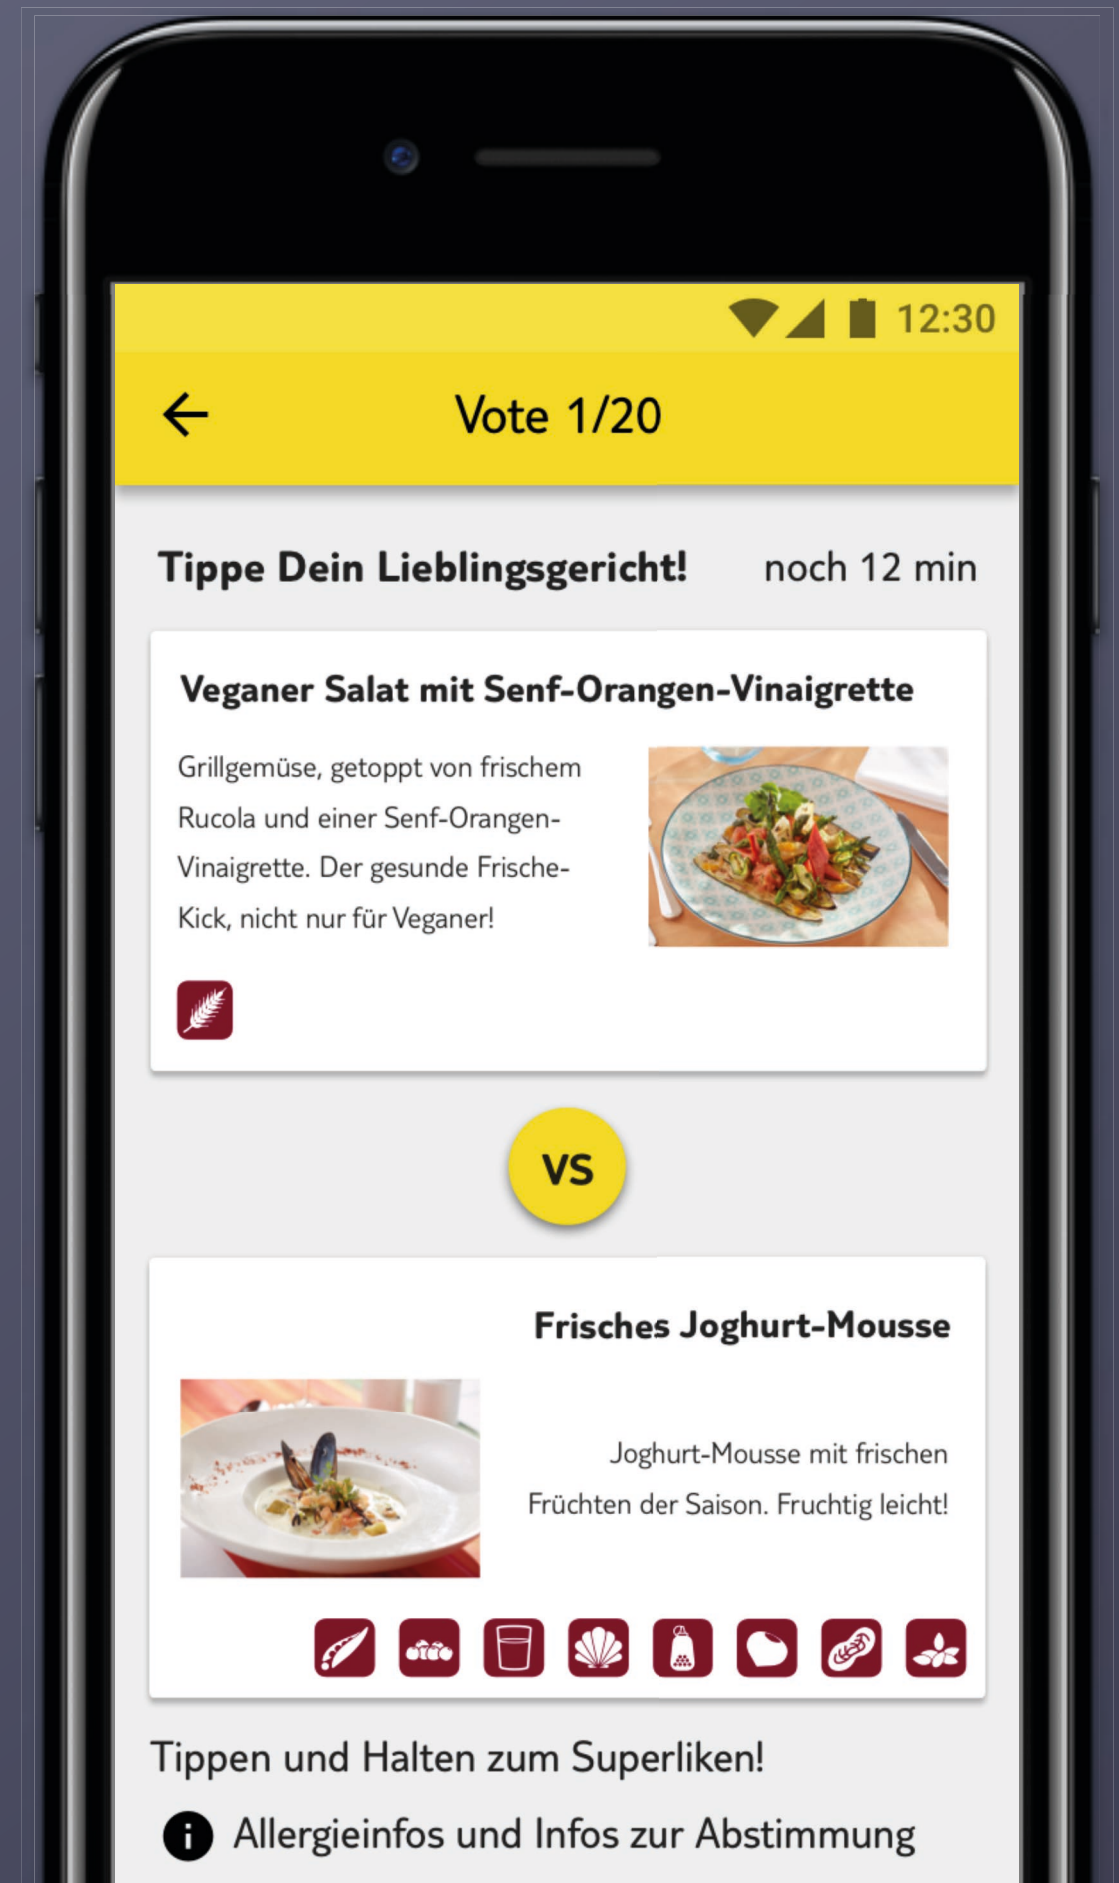 12:30
Vote 1/20
Tippe Dein Lieblingsgericht! noch 12 min
Veganer Salat mit Senf-Orangen-Vinaigrette
Grillgemüse, getoppt von frischem
Rucola und einer Senf-Orangen-
Vinaigrette. Der gesunde Frische-
Kick, nicht nur für Veganer!
VS
Frisches Joghurt-Mousse
Joghurt-Mousse mit frischen
Früchten der Saison. Fruchtig leicht!
Tippen und Halten zum Superliken!
i Allergieinfos und Infos zur Abstimmung